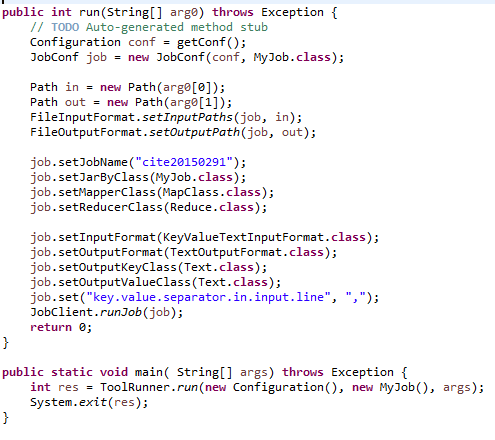 public int run(String[] arg0) throws Exception {
// TODO Auto-generated method stub
Configuration conf = getConf();
JobConf job = new JobConf(conf, MyJob.class);
Path in = new Path(arg0[0]);
Path out = new Path(arg0[1]);
FileInputFormat.setInputPaths(job, in);
FileOutputFormat.setOutputPath(job, out);
job.setJobName("cite20150291");
job.setJarByClass(MyJob.class);
job.setMapperClass(MapClass.class);
job.setReducerClass(Reduce.class);
job.setInputFormat(KeyValueTextInputFormat.class);
job.setOutputFormat(TextOutputFormat.class);
job.setOutputKeyClass(Text.class);
job.setOutputValueClass(Text.class);
job.set("key.value.separator.in.input.line", ",");
JobClient.runJob(job);
return 0;
}
public static void main( String[] args) throws Exception {
int res = ToolRunner.run(new Configuration(), new MyJob(), args);
System.exit(res);
}